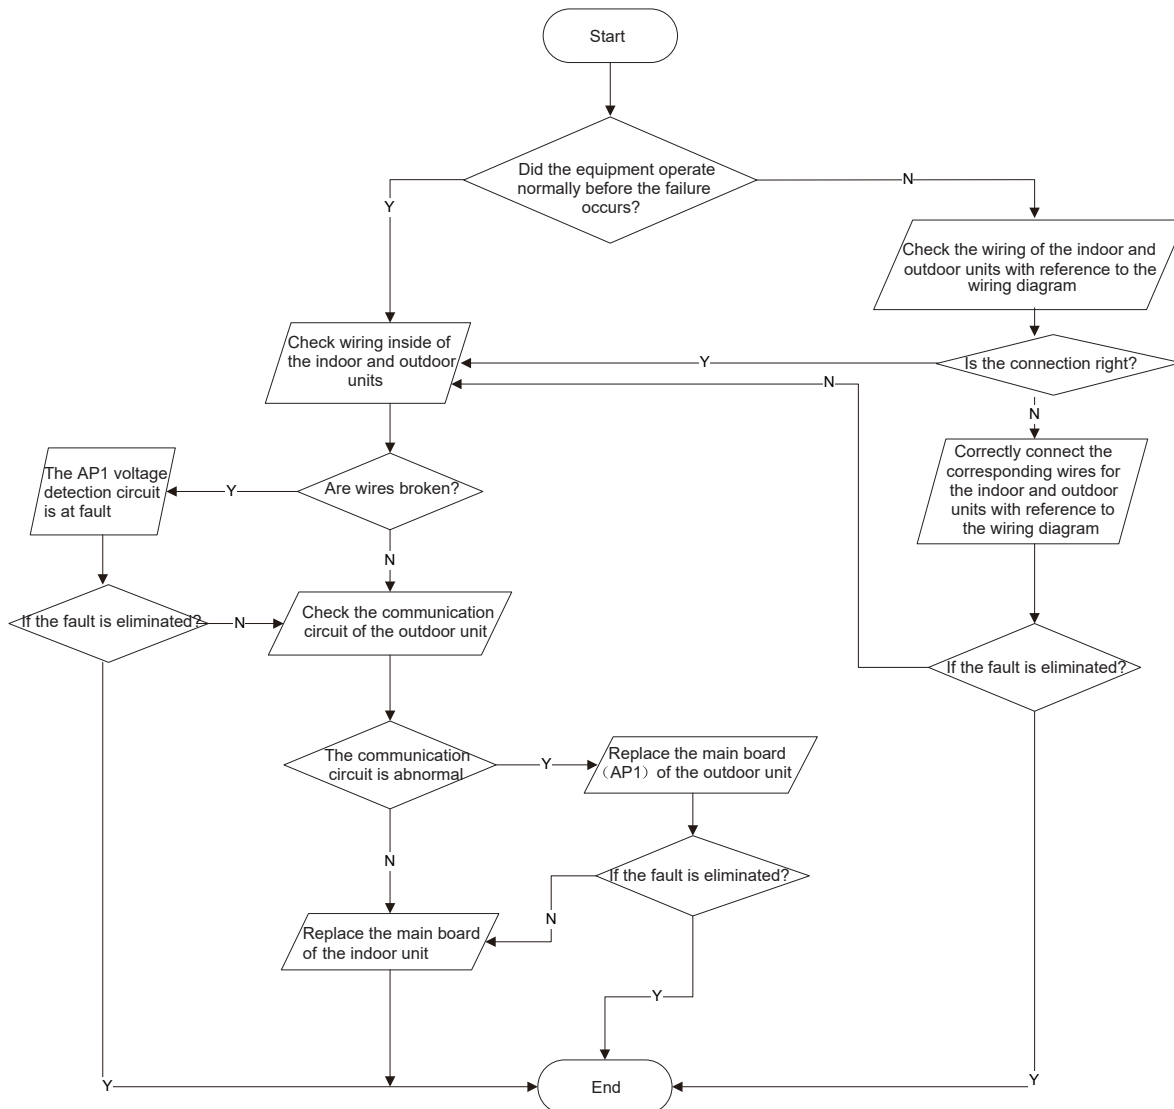 Start
Did the equipment operate
normally before the failure
occurs?
N
Y
Check the wiring of the indoor and
outdoor units with reference to the
wiring diagram
Check wiring inside of
the indoor and outdoor
units
Y
Is the connection right?
N
N
Correctly connect the
corresponding wires for
the indoor and outdoor
units with reference to
the wiring diagram
The AP1 voltage
detection circuit
is at fault
Y
Are wires broken?
N
If the fault is eliminated?
N
Check the communication
circuit of the outdoor unit
If the fault is eliminated?
The communication
circuit is abnormal
Y
Replace the main board
（AP1）of the outdoor unit
N
If the fault is eliminated?
N
Replace the main board
of the indoor unit
Y
Y
End
Y